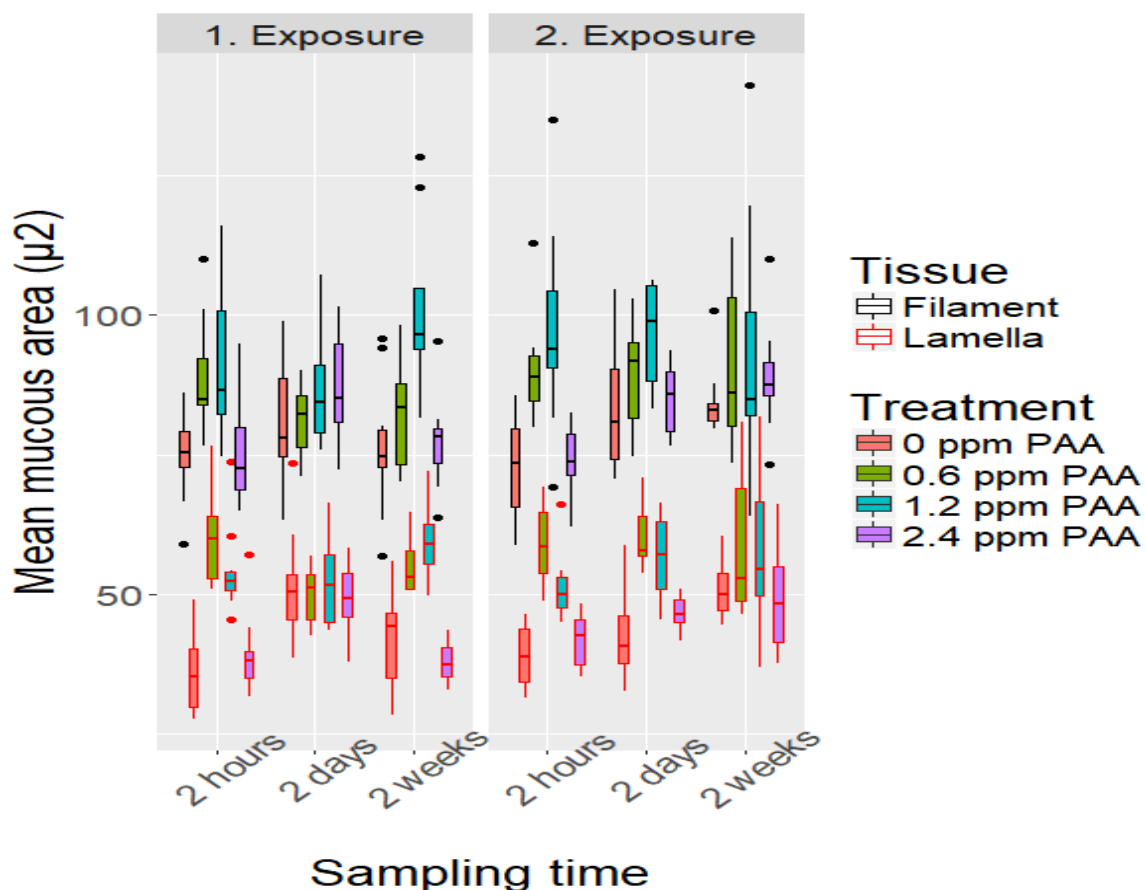 1. Exposure
2. Exposure
Mean mucous area (µ2)
100
50
2 hours
2 days
2 weeks
2 hours
2 days
2 weeks
Sampling time
Tissue
Filament
Lamella
Treatment
0 ppm PAA
0.6 ppm PAA
1.2 ppm PAA
2.4 ppm PAA